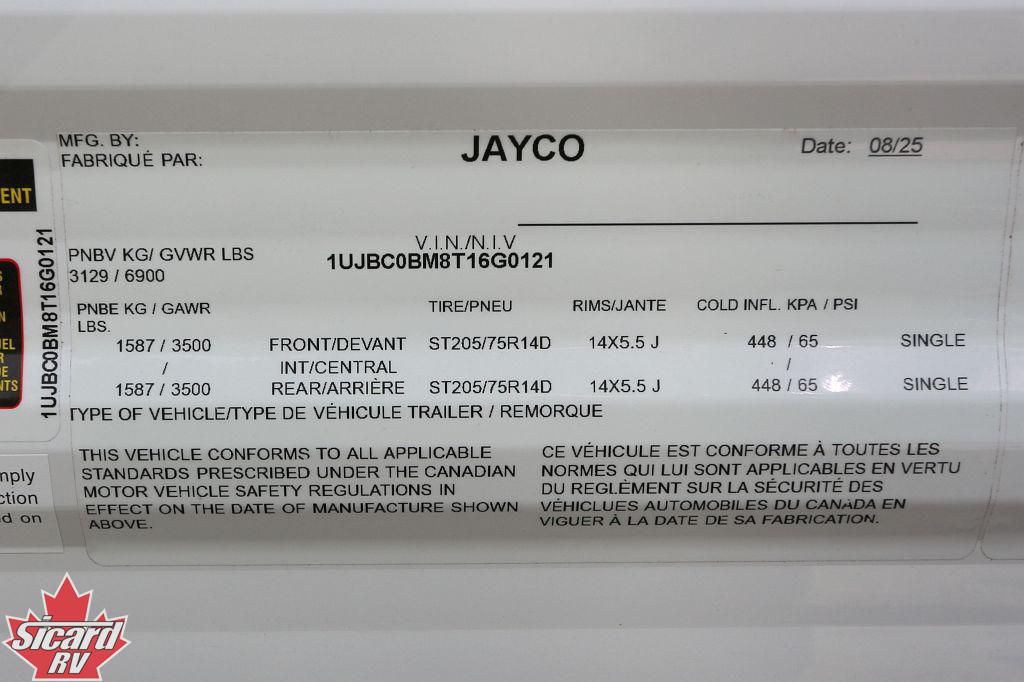 MFG. BY:
FABRIQUÉ PAR:
JAYCO
Date: 08/25
V.I.N./N.I.V
1UJBC0BM8T16G0121
PNBV KG/ GVWR LBS
3129 / 6900
PNBE KG / GAWR LBS.
TIRE/PNEU RIMS/JANTE COLD INFL. KPA / PSI
1587 / 3500 FRONT/DEVANT ST205/75R14D 14X5.5 J 448 / 65 SINGLE
/ INT/CENTRAL /
1587 / 3500 REAR/ARRIÈRE ST205/75R14D 14X5.5 J 448 / 65 SINGLE
TYPE OF VEHICLE/TYPE DE VÉHICULE TRAILER / REMORQUE
THIS VEHICLE CONFORMS TO ALL APPLICABLE
STANDARDS PRESCRIBED UNDER THE CANADIAN
MOTOR VEHICLE SAFETY REGULATIONS IN
EFFECT ON THE DATE OF MANUFACTURE SHOWN
ABOVE.
CE VÉHICULE EST CONFORME À TOUTES LES
NORMES QUI LUI SONT APPLICABLES EN VERTU
DU REGLÈMENT SUR LA SÉCURITÉ DES
VÉHICLUES AUTOMOBILES DU CANADA EN
VIGUER À LA DATE DE SA FABRICATION.
1UJBC0BM8T16G0121
ENT
UEL
DE
NTS
mply
ction
d on
Sicard
RV